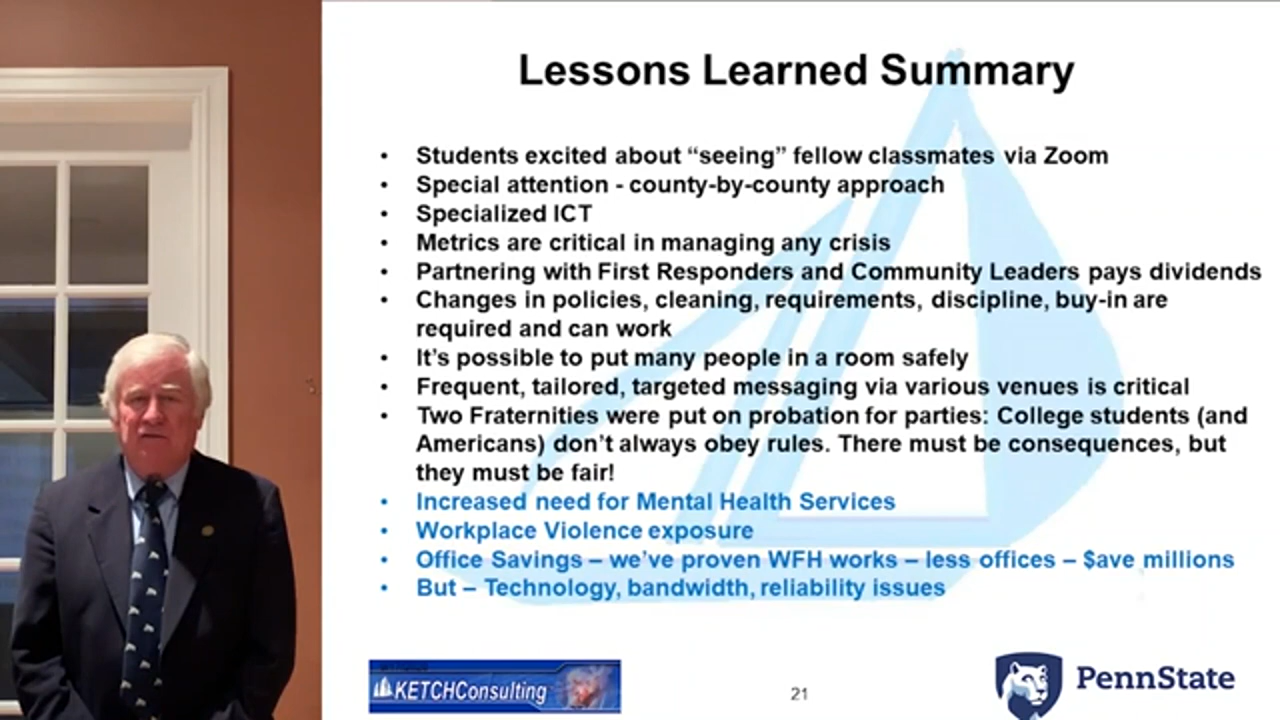 Lessons Learned Summary
• Students excited about “seeing” fellow classmates via Zoom
• Special attention - county-by-county approach
• Specialized ICT
• Metrics are critical in managing any crisis
• Partnering with First Responders and Community Leaders pays dividends
• Changes in policies, cleaning, requirements, discipline, buy-in are
required and can work
• It’s possible to put many people in a room safely
• Frequent, tailored, targeted messaging via various venues is critical
• Two Fraternities were put on probation for parties: College students (and
Americans) don’t always obey rules. There must be consequences, but
they must be fair!
• Increased need for Mental Health Services
• Workplace Violence exposure
• Office Savings – we’ve proven WFH works – less offices – $ave millions
• But – Technology, bandwidth, reliability issues
KETCHConsulting
21
PennState